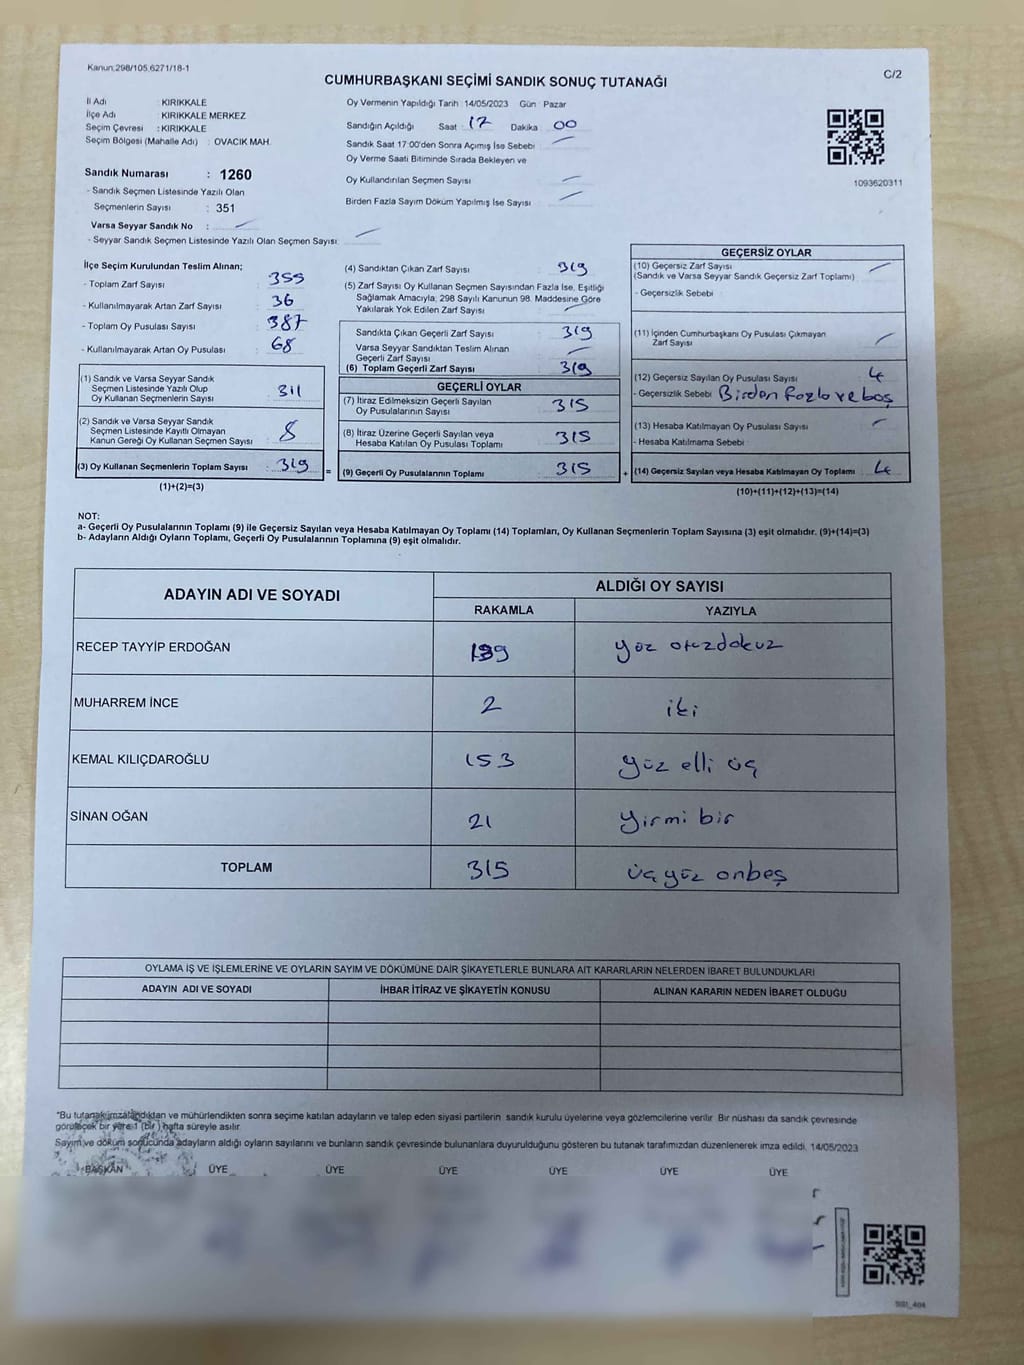 Kanun.298/105.6271/18-1
CUMHURBAŞKANI SEÇİMİ SANDIK SONUÇ TUTANAĞI
C/2
İl Adı : KIRIKKALE
İlçe Adı : KIRIKKALE MERKEZ
Seçim Çevresi : KIRIKKALE
Seçim Bölgesi (Mahalle Adı) : OVACIK MAH.
Sandık Numarası : 1260
- Sandık Seçmen Listesinde Yazılı Olan
Seçmenlerin Sayısı : 351
Varsa Seyyar Sandık No :
- Seyyar Sandık Seçmen Listesinde Yazılı Olan Seçmen Sayısı:
Oy Vermenin Yapıldığı Tarih 14/05/2023 Gün Pazar
Sandığın Açıldığı Saat : 17 Dakika 00
Sandık Saat 17:00'den Sonra Açımış İse Sebebi
Oy Verme Saati Bitiminde Sırada Bekleyen ve
Oy Kullandırılan Seçmen Sayısı
Birden Fazla Sayım Döküm Yapılmış İse Sayısı
1093620311
İlçe Seçim Kurulundan Teslim Alınan;
- Toplam Zarf Sayısı : 355
- Kullanılmayarak Artan Zarf Sayısı : 36
- Toplam Oy Pusulası Sayısı : 387
- Kullanılmayarak Artan Oy Pusulası : 68
(1) Sandık ve Varsa Seyyar Sandık
Seçmen Listesinde Yazılı Olup
Oy Kullanan Seçmenlerin Sayısı : 311
(2) Sandık ve Varsa Seyyar Sandık
Seçmen Listesinde Kayıtlı Olmayan
Kanun Gereği Oy Kullanan Seçmen Sayısı : 8
(3) Oy Kullanan Seçmenlerin Toplam Sayısı : 319 =
(1)+(2)=(3)
(4) Sandıktan Çıkan Zarf Sayısı 319
(5) Zarf Sayısı Oy Kullanan Seçmen Sayısından Fazla İse, Eşitliği
Sağlamak Amacıyla; 298 Sayılı Kanunun 98. Maddesine Göre
Yakılarak Yok Edilen Zarf Sayısı
Sandıkta Çıkan Geçerli Zarf Sayısı 319
Varsa Seyyar Sandıktan Teslim Alınan
Geçerli Zarf Sayısı
(6) Toplam Geçerli Zarf Sayısı 319
GEÇERLİ OYLAR
(7) İtiraz Edilmeksizin Geçerli Sayılan
Oy Pusulalarının Sayısı 315
(8) İtiraz Üzerine Geçerli Sayılan veya
Hesaba Katılan Oy Pusulası Toplamı 315
(9) Geçerli Oy Pusulalarının Toplamı 315 +
GEÇERSİZ OYLAR
(10) Geçersiz Zarf Sayısı
(Sandık ve Varsa Seyyar Sandık Geçersiz Zarf Toplamı)
- Geçersizlik Sebebi
(11) İçinden Cumhurbaşkanı Oy Pusulası Çıkmayan
Zarf Sayısı
(12) Geçersiz Sayılan Oy Pusulası Sayısı 4
- Geçersizlik Sebebi Birden fazla ve boş
(13) Hesaba Katılmayan Oy Pusulası Sayısı
- Hesaba Katılmama Sebebi
(14) Geçersiz Sayılan veya Hesaba Katılmayan Oy Toplamı 4
(10)+(11)+(12)+(13)=(14)
NOT:
a- Geçerli Oy Pusulalarının Toplamı (9) ile Geçersiz Sayılan veya Hesaba Katılmayan Oy Toplamı (14) Toplamları, Oy Kullanan Seçmenlerin Toplam Sayısına (3) eşit olmalıdır. (9)+(14)=(3)
b- Adayların Aldığı Oyların Toplamı, Geçerli Oy Pusulalarının Toplamına (9) eşit olmalıdır.
ADAYIN ADI VE SOYADI
ALDIĞI OY SAYISI
RAKAMLA YAZIYLA
RECEP TAYYİP ERDOĞAN 139 yüz otuzdokuz
MUHARREM İNCE 2 iki
KEMAL KILIÇDAROĞLU 153 yüz elli üç
SİNAN OĞAN 21 yirmi bir
TOPLAM 315 üç yüz onbeş
OYLAMA İŞ VE İŞLEMLERİNE VE OYLARIN SAYIM VE DÖKÜMÜNE DAİR ŞİKAYETLERLE BUNLARA AİT KARARLARIN NELERDEN İBARET BULUNDUKLARI
ADAYIN ADI VE SOYADI İHBAR İTİRAZ VE ŞİKAYETİN KONUSU ALINAN KARARIN NEDEN İBARET OLDUĞU
*Bu tutanak imzalandıktan ve mühürlendikten sonra seçime katılan adayların ve talep eden siyasi partilerin sandık kurulu üyelerine veya gözlemcilerine verilir. Bir nüshası da sandık çevresinde
görülecek bir yere 1 (bir) hafta süreyle asılır.
Sayım ve döküm sonucunda adayların aldığı oyların sayılarını ve bunların sandık çevresinde bulunanlara duyurulduğunu gösteren bu tutanak tarafımızdan düzenlenerek imza edildi. 14/05/2023
BAŞKAN ÜYE ÜYE ÜYE ÜYE ÜYE ÜYE